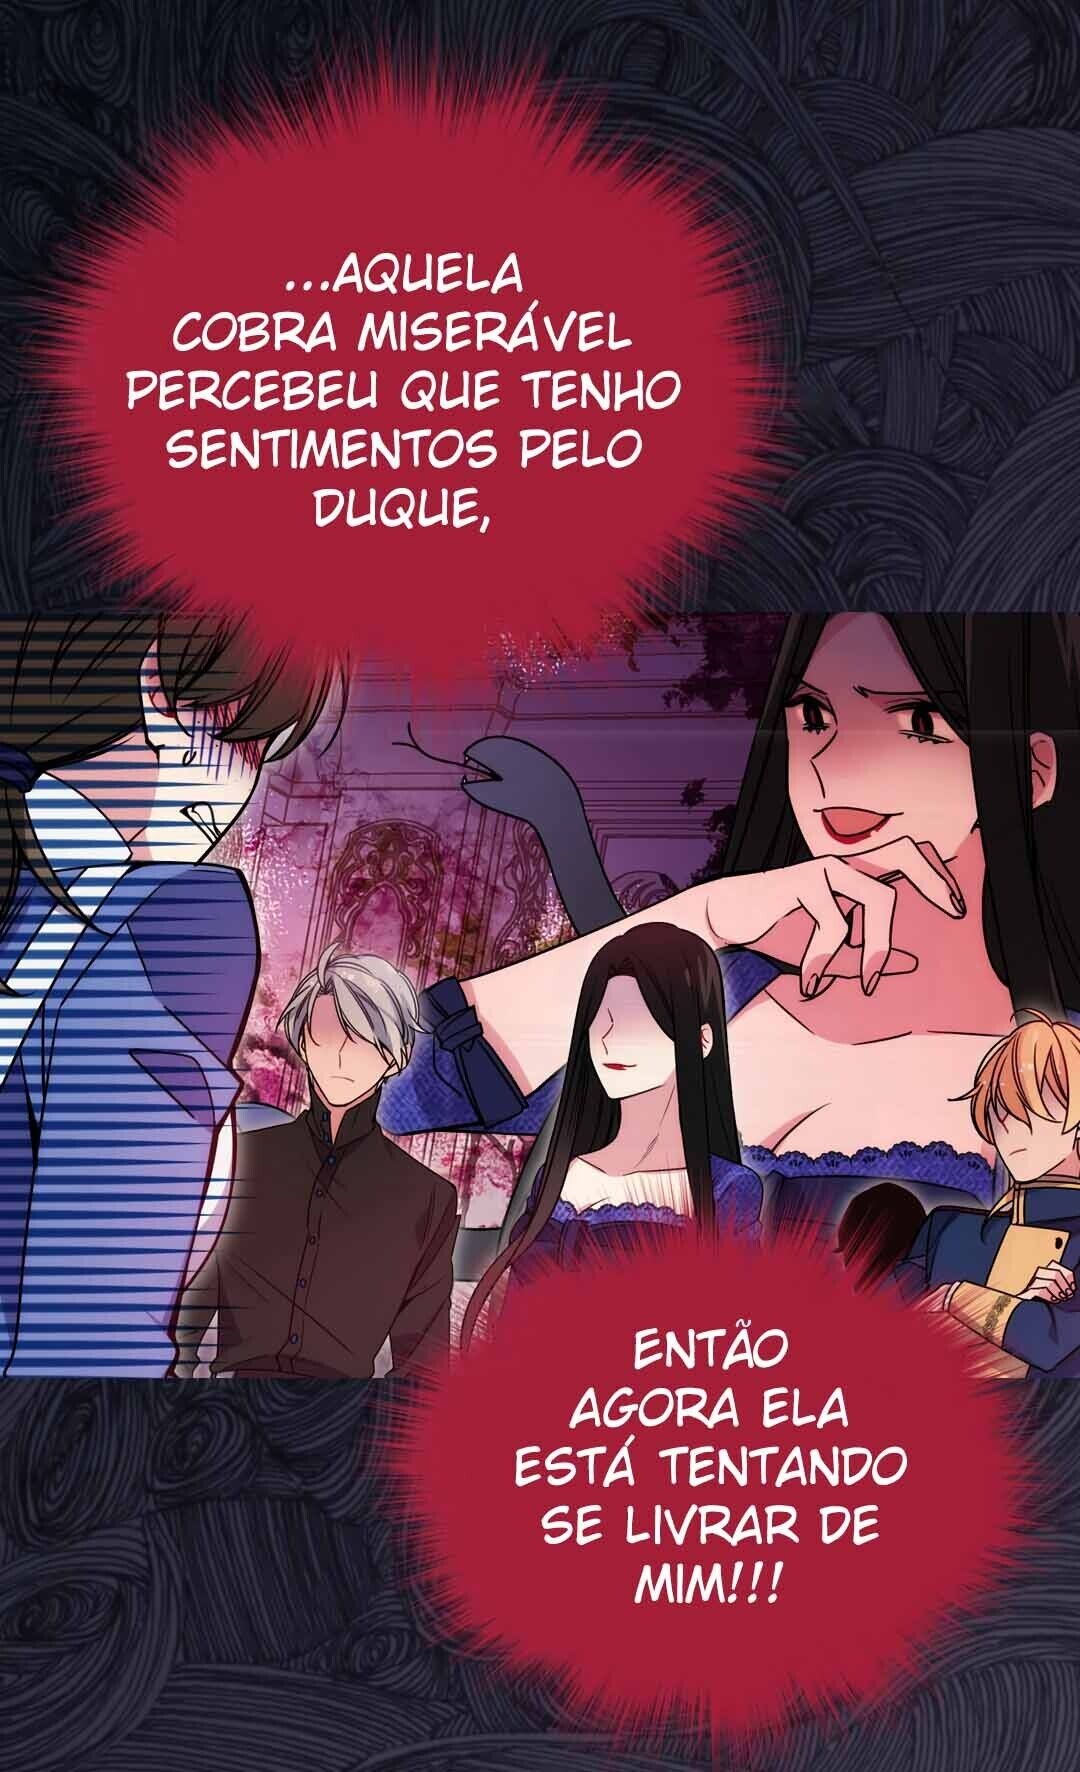 ...AQUELA
COBRA MISERÁVEL
PERCEBEU QUE TENHO
SENTIMENTOS PELO
DUQUE,
ENTÃO
AGORA ELA
ESTÁ TENTANDO
SE LIVRAR DE
MIM!!!